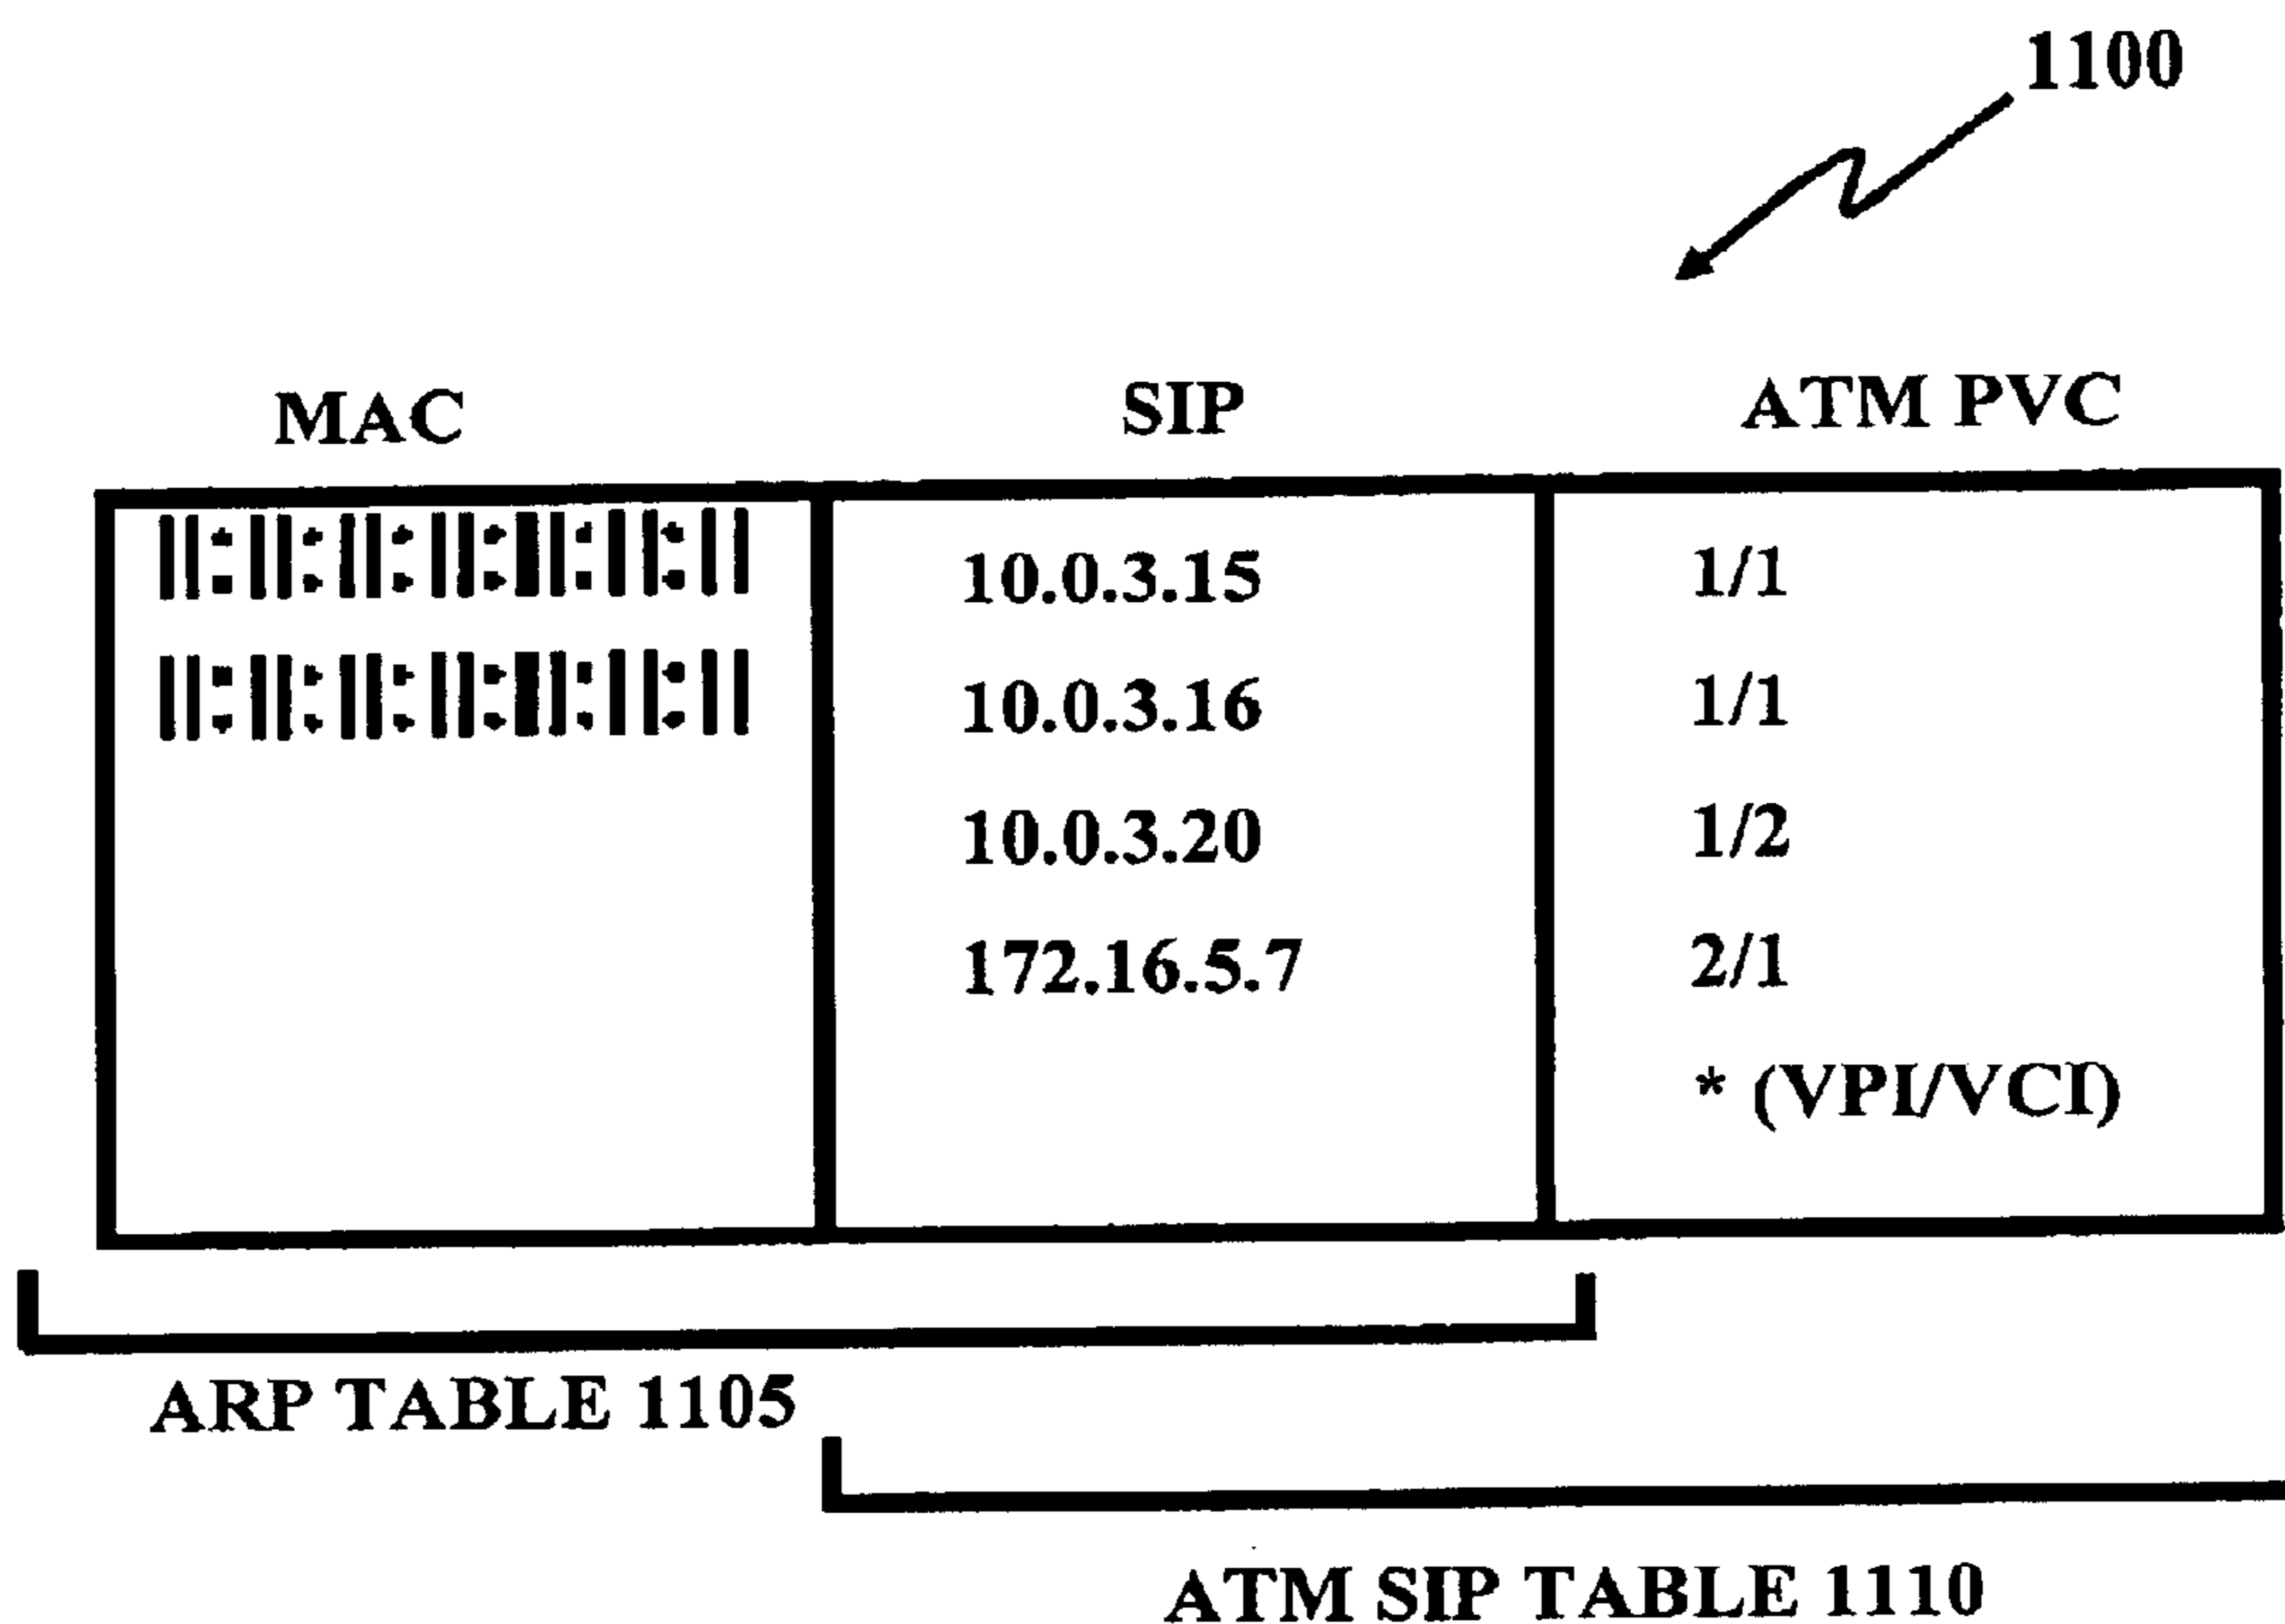 1100
MAC SIP ATM PVC
||:||:||:||:||:||:|| 10.0.3.15 1/1
||:||:||:||:||:||:|| 10.0.3.16 1/1
10.0.3.20 1/2
172.16.5.7 2/1
* (VPI/VCI)
ARP TABLE 1105
ATM SIP TABLE 1110